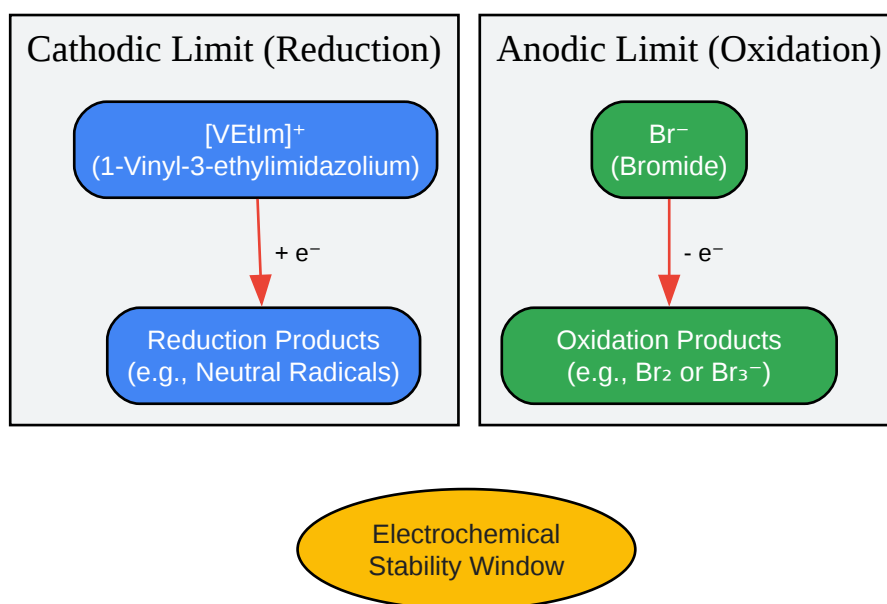 Cathodic Limit (Reduction)
[VEtIm]⁺
(1-Vinyl-3-ethylimidazolium)
+ e⁻
Reduction Products
(e.g., Neutral Radicals)
Anodic Limit (Oxidation)
Br⁻
(Bromide)
- e⁻
Oxidation Products
(e.g., Br₂ or Br₃⁻)
Electrochemical
Stability Window